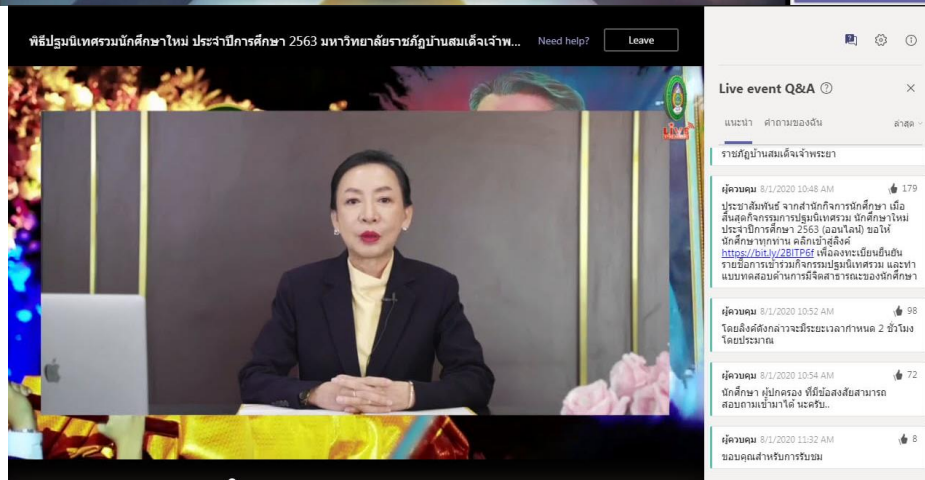 พิธีปฐมนิเทศรวมนักศึกษาใหม่ ประจำปีการศึกษา 2563 มหาวิทยาลัยราชภัฏบ้านสมเด็จเจ้าพ...
Need help?
Leave
Live
Live event Q&A
แนะนำ คำถามของฉัน ล่าสุด
ราชภัฏบ้านสมเด็จเจ้าพระยา
ผู้ควบคุม 8/1/2020 10:48 AM 179
ประชาสัมพันธ์ จากสำนักกิจการนักศึกษา เมื่อ
สิ้นสุดกิจกรรมการปฐมนิเทศรวม นักศึกษาใหม่
ประจำปีการศึกษา 2563 (ออนไลน์) ขอให้
นักศึกษาทุกท่าน คลิกเข้าสู่ลิงค์
https://bit.ly/2BITP6f เพื่อลงทะเบียนยืนยัน
รายชื่อการเข้าร่วมกิจกรรมปฐมนิเทศรวม และทำ
แบบทดสอบด้านการมีจิตสาธารณะของนักศึกษา
ผู้ควบคุม 8/1/2020 10:52 AM 98
โดยลิงค์ดังกล่าวจะมีระยะเวลากำหนด 2 ชั่วโมง
โดยประมาณ
ผู้ควบคุม 8/1/2020 10:54 AM 72
นักศึกษา ผู้ปกครอง ที่มีข้อสงสัยสามารถ
สอบถามเข้ามาได้ นะครับ..
ผู้ควบคุม 8/1/2020 11:32 AM 8
ขอบคุณสำหรับการรับชม